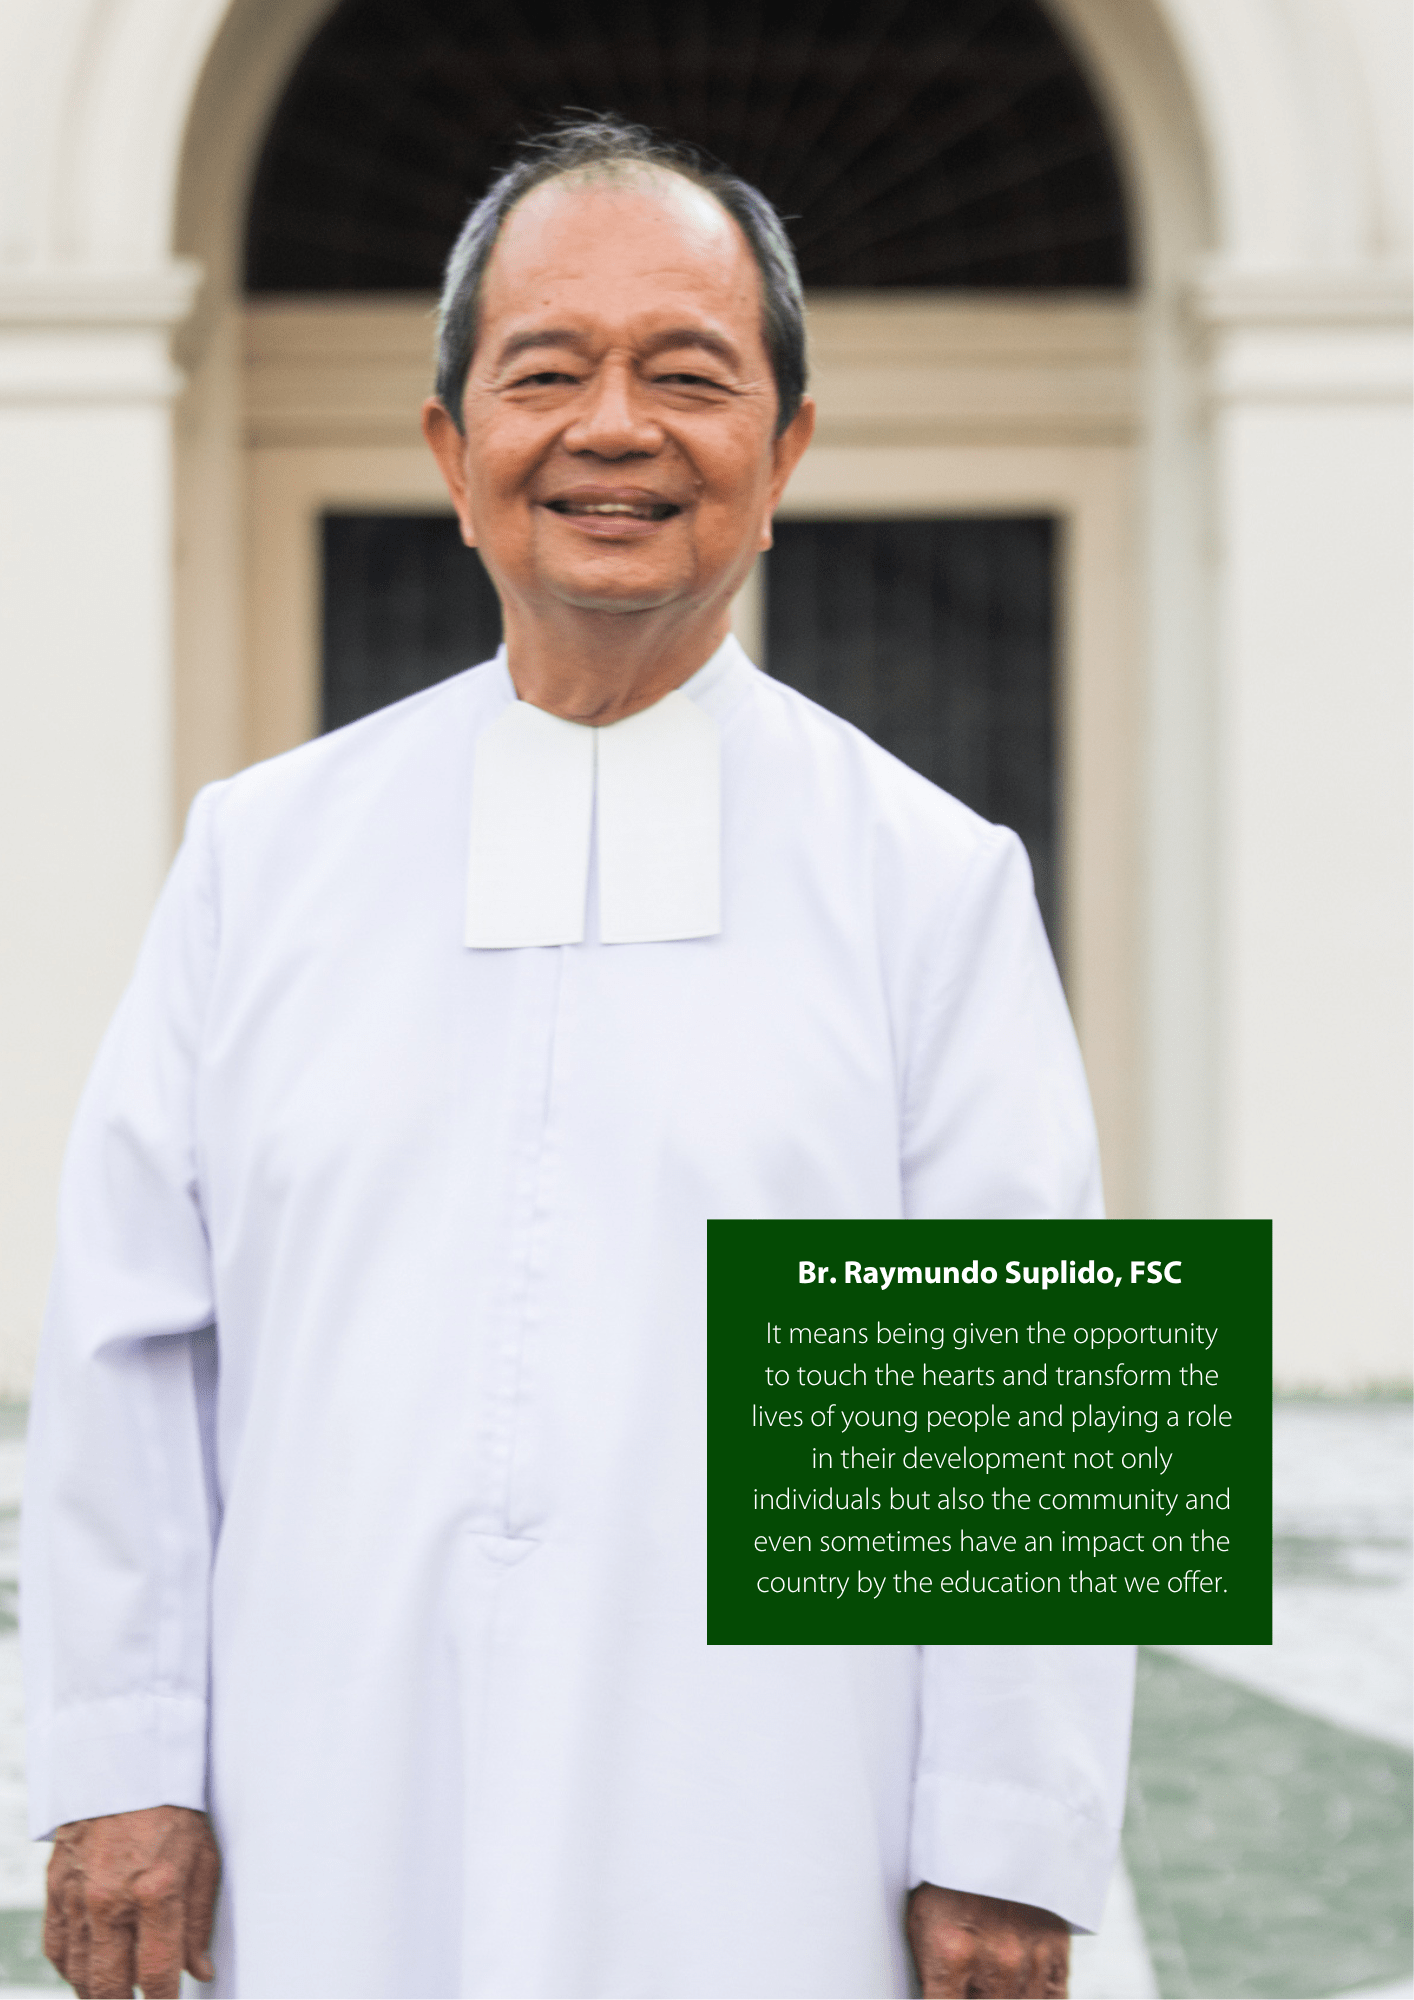 Br. Raymundo Suplido, FSC
It means being given the opportunity
to touch the hearts and transform the
lives of young people and playing a role
in their development not only
individuals but also the community and
even sometimes have an impact on the
country by the education that we offer.